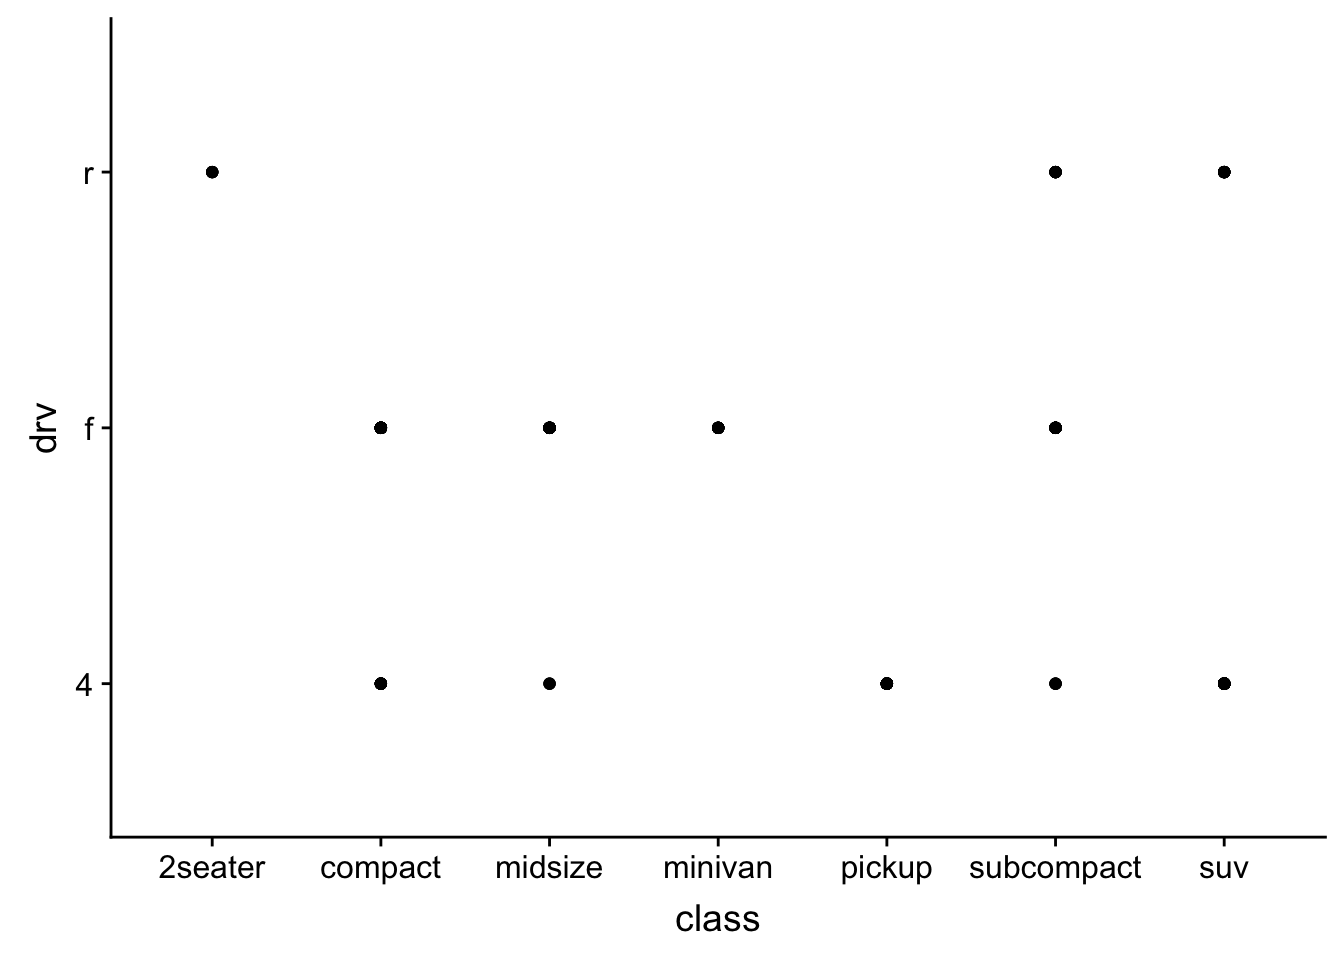 r
f
4
drv
2seater compact midsize minivan pickup subcompact suv
class